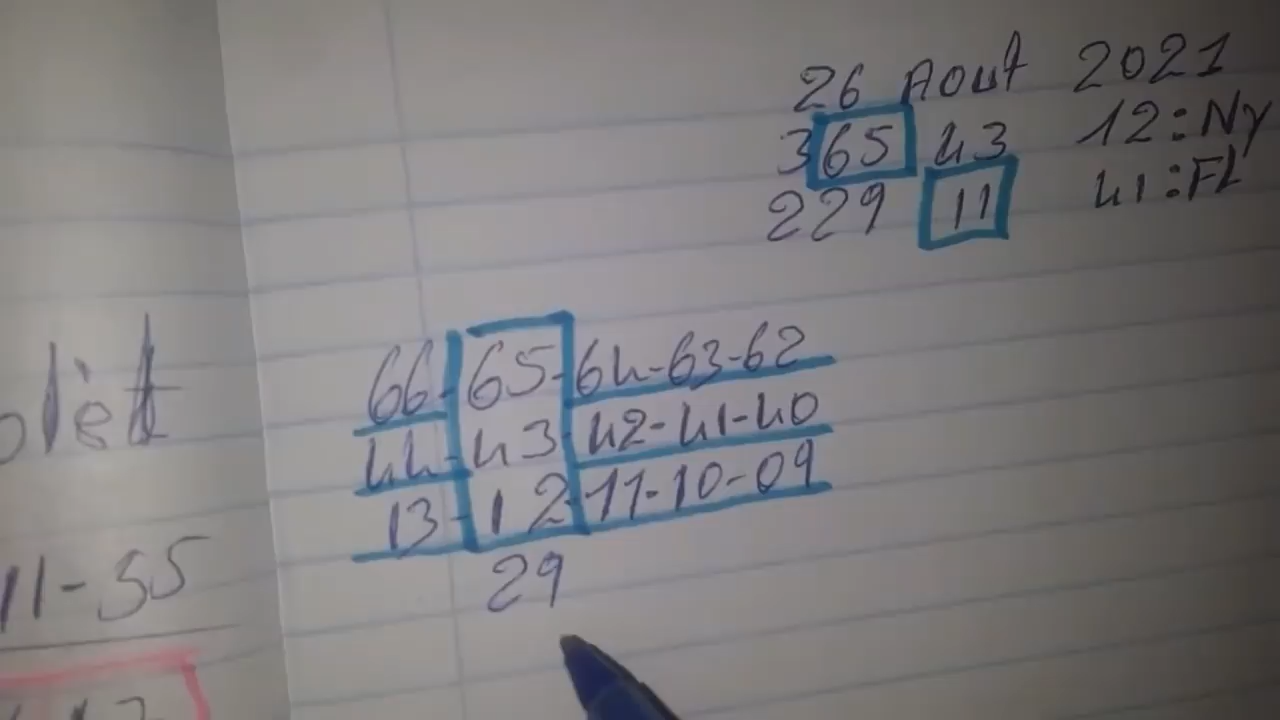 26 Aout 2021
365 43 12:NY
229 11 41:FL
66-65-64-63-62
44-43-42-41-40
13-12-11-10-09
29
11-55